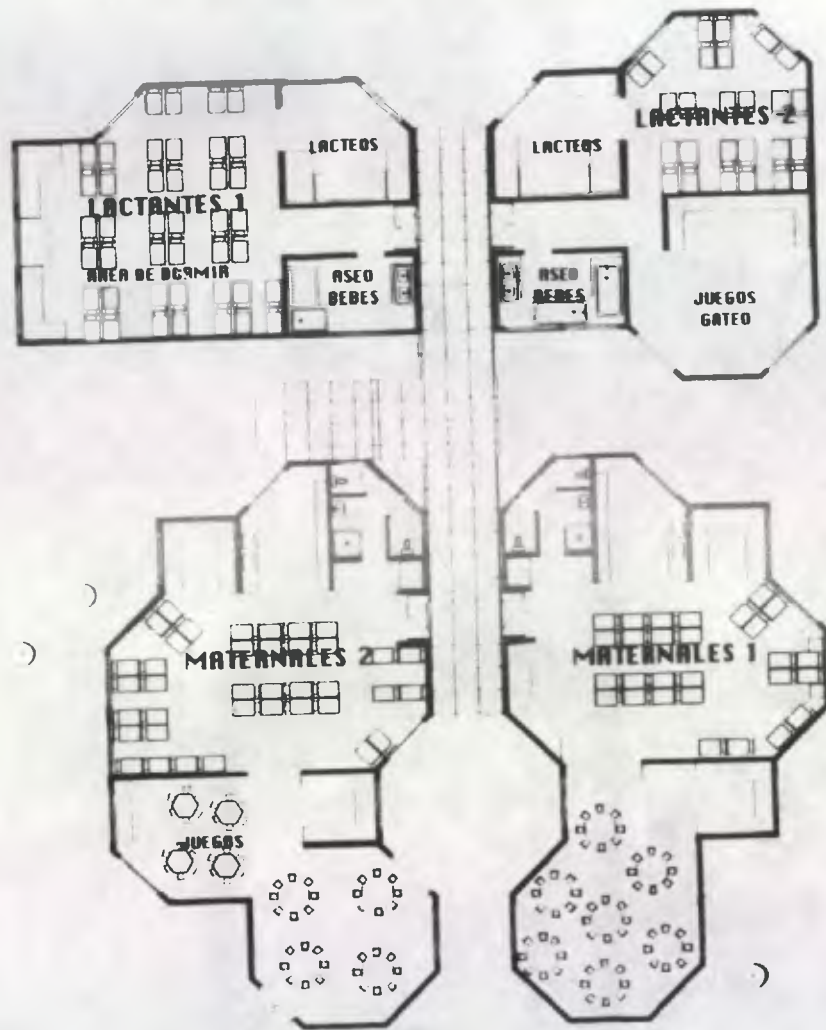 LACTEOS
LACTANTES 1
AREA DE DORMIR
ASEO
BEBES
LACTANTES 2
LACTEOS
ASEO
BEBES
JUEGOS
GATEO
MATERNALES 2
JUEGOS
MATERNALES 1